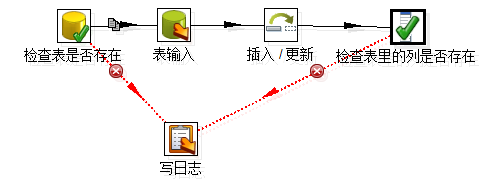 检查表是否存在
表输入
插入 / 更新
检查表里的列是否存在
写日志